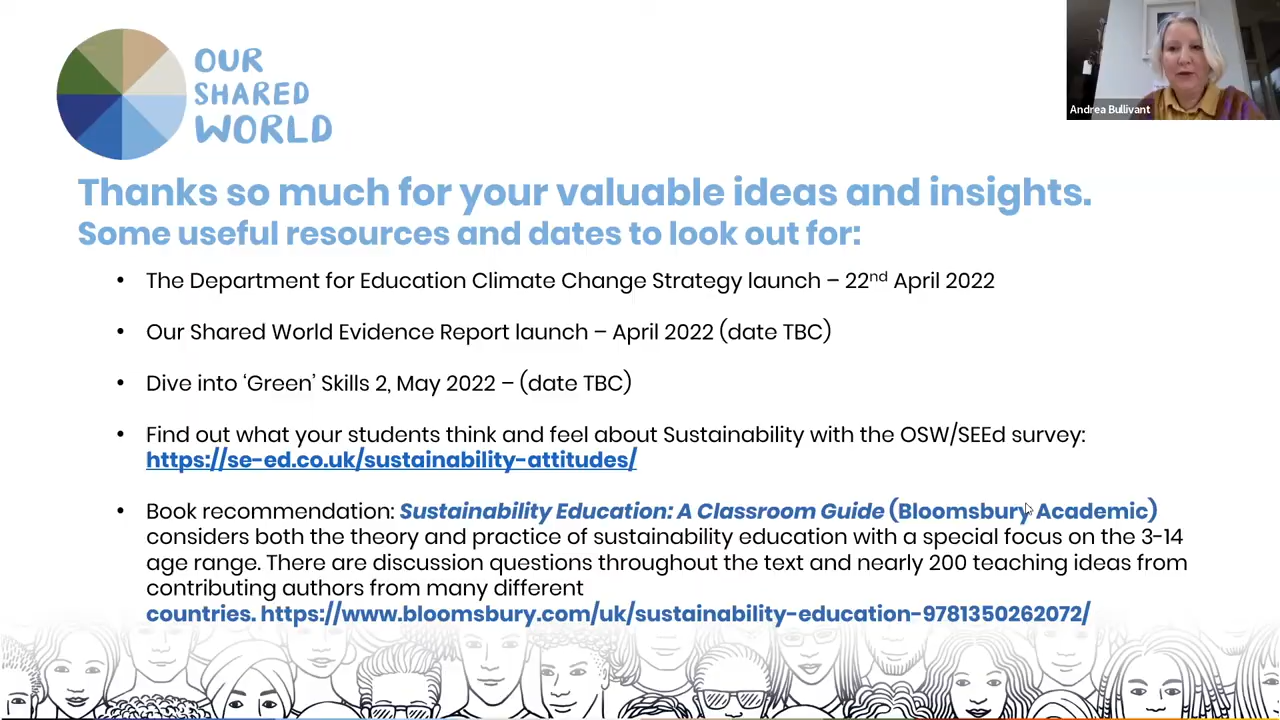 OUR
SHARED
WORLD
Andrea Bullivant
Thanks so much for your valuable ideas and insights.
Some useful resources and dates to look out for:
• The Department for Education Climate Change Strategy launch – 22nd April 2022
• Our Shared World Evidence Report launch – April 2022 (date TBC)
• Dive into ‘Green’ Skills 2, May 2022 – (date TBC)
• Find out what your students think and feel about Sustainability with the OSW/SEEd survey:
https://se-ed.co.uk/sustainability-attitudes/
• Book recommendation: Sustainability Education: A Classroom Guide (Bloomsbury Academic)
considers both the theory and practice of sustainability education with a special focus on the 3-14
age range. There are discussion questions throughout the text and nearly 200 teaching ideas from
contributing authors from many different
countries. https://www.bloomsbury.com/uk/sustainability-education-9781350262072/